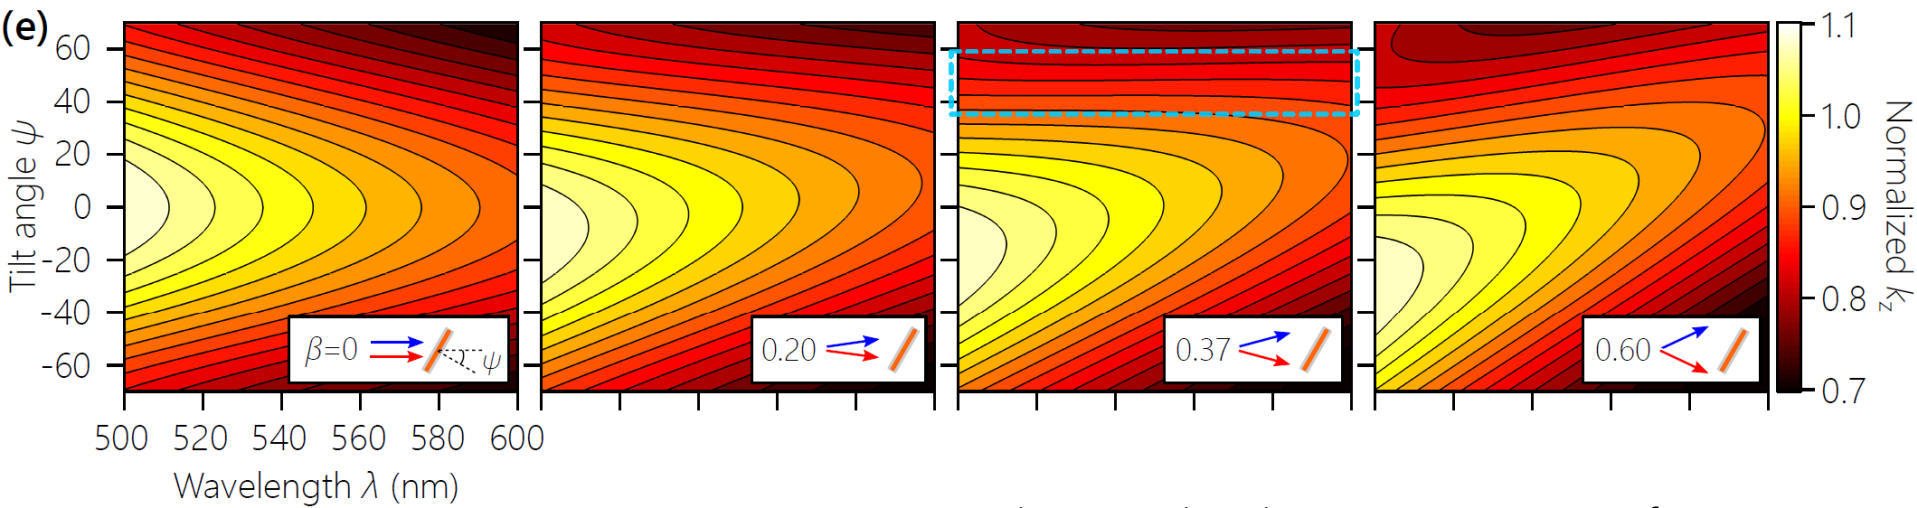 (e)
60
40
20
0
-20
-40
-60
Tilt angle ψ
β=0
ψ
0.20
0.37
0.60
500 520 540 560 580 600
Wavelength λ (nm)
1.1
1.0
0.9
0.8
0.7
Normalized k_z